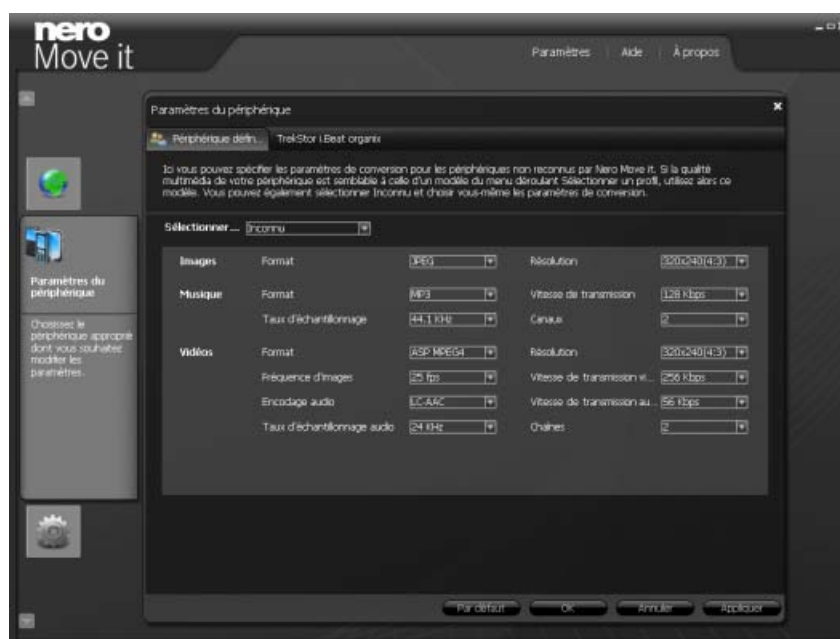 nero
Move it
Paramètres Aide À propos
Paramètres du périphérique
Périphérique défin... TrekStor i.Beat organix
Ici vous pouvez spécifier les paramètres de conversion pour les périphériques non reconnus par Nero Move it. Si la qualité
multimédia de votre périphérique est semblable à celle d'un modèle du menu déroulant Sélectionner un profil, utilisez alors ce
modèle. Vous pouvez également sélectionner Inconnu et choisir vous-même les paramètres de conversion.
Sélectionner ... Inconnu
Images Format JPEG Résolution 320x240(4:3)
Musique Format MP3 Vitesse de transmission 128 Kbps
Taux d'échantillonnage 44.1 KHz Canaux 2
Vidéos Format ASP MPEG4 Résolution 320x240(4:3)
Fréquence d'images 25 fps Vitesse de transmission vi... 256 Kbps
Encodage audio LC-AAC Vitesse de transmission au... 56 Kbps
Taux d'échantillonnage audio 24 KHz Chaînes 2
Paramètres du
périphérique
Choisissez le
périphérique approprié
dont vous souhaitez
modifier les
paramètres.
Par défaut OK Annuler Appliquer